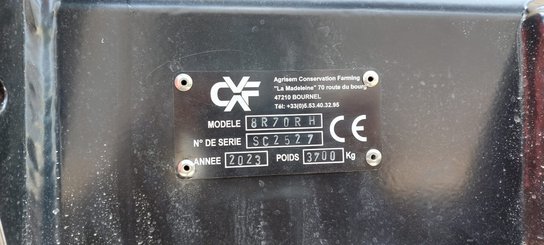 CXF
Agrisem Conservation Farming
"La Madeleine" 70 route du bourg
47210 BOURNEL
Tél: +33(0)5.53.40.32.95
MODELE 8R70RH
N° DE SERIE SC2527
CE
ANNEE 2023 POIDS 3700 Kg